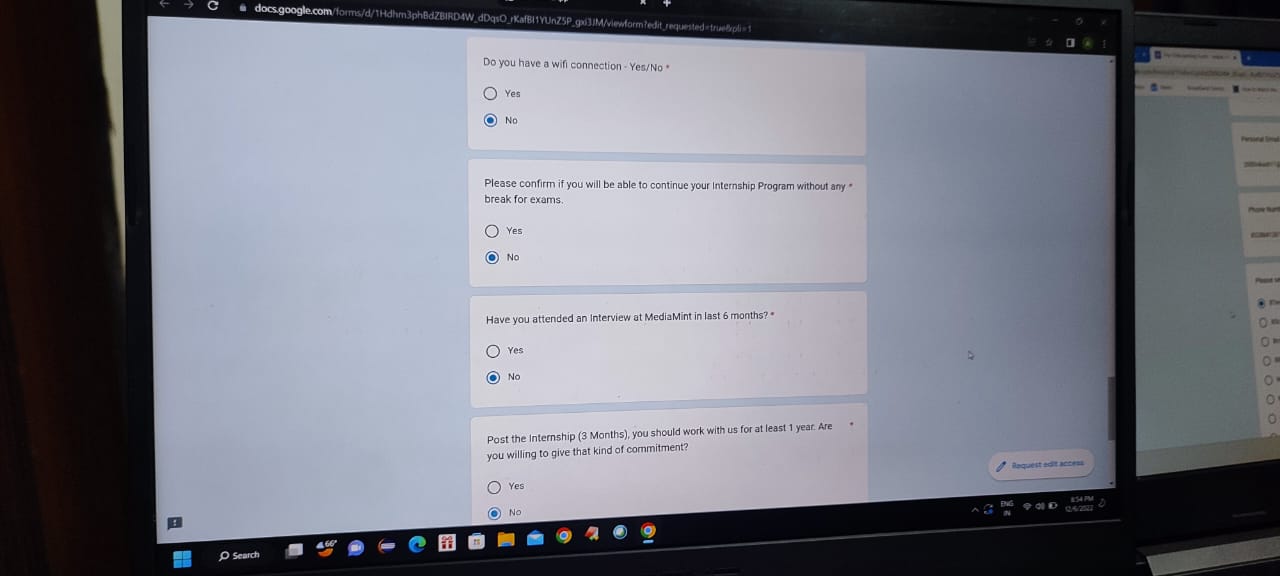 docs.google.com/forms/d/1Hdhm3phBdZBIRD4W_dDqsO_rKafBI1YUnZ5P_gxi3JM/viewform?edit_requested=true&pli=1
Do you have a wifi connection - Yes/No *
Yes
No
Please confirm if you will be able to continue your Internship Program without any *
break for exams.
Yes
No
Have you attended an Interview at MediaMint in last 6 months? *
Yes
No
Post the Internship (3 Months), you should work with us for at least 1 year. Are *
you willing to give that kind of commitment?
Yes
No
Request edit access
Search
66°
ENG
IN
8:54 PM
12/6/2022
Personal Email